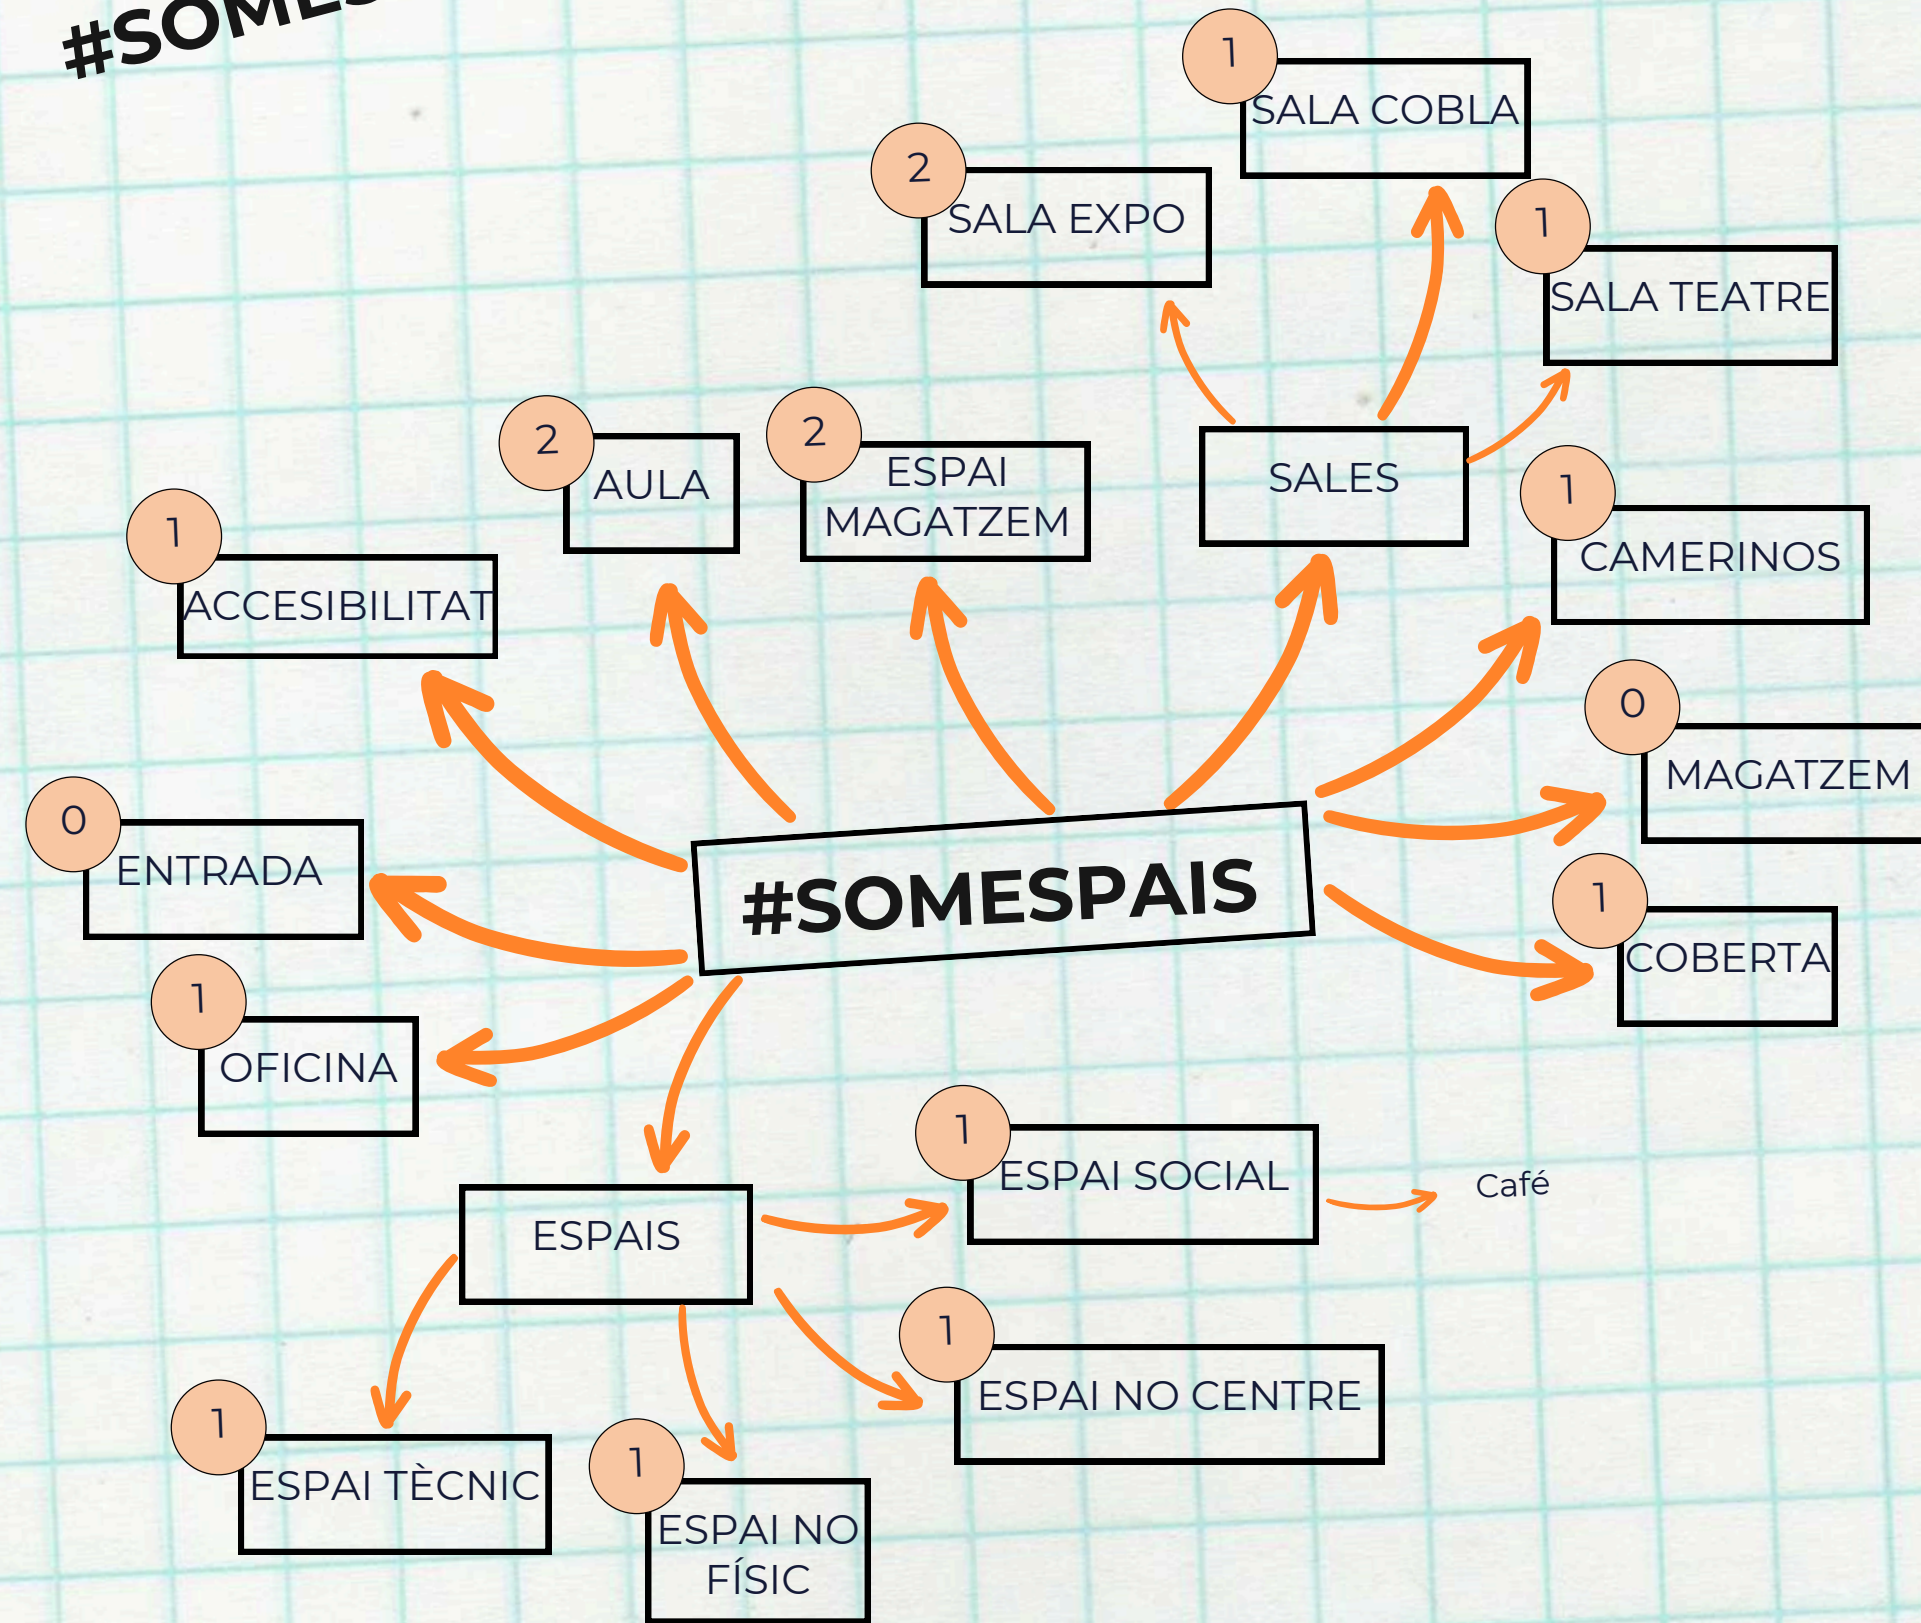 1
SALA COBLA
2
SALA EXPO
1
SALA TEATRE
2
AULA
2
ESPAI
MAGATZEM
SALES
1
CAMERINOS
1
ACCESIBILITAT
0
MAGATZEM
0
ENTRADA
#SOMESPAIS
1
COBERTA
1
OFICINA
1
ESPAI SOCIAL
Café
ESPAIS
1
ESPAI NO CENTRE
1
ESPAI TÈCNIC
1
ESPAI NO
FÍSIC